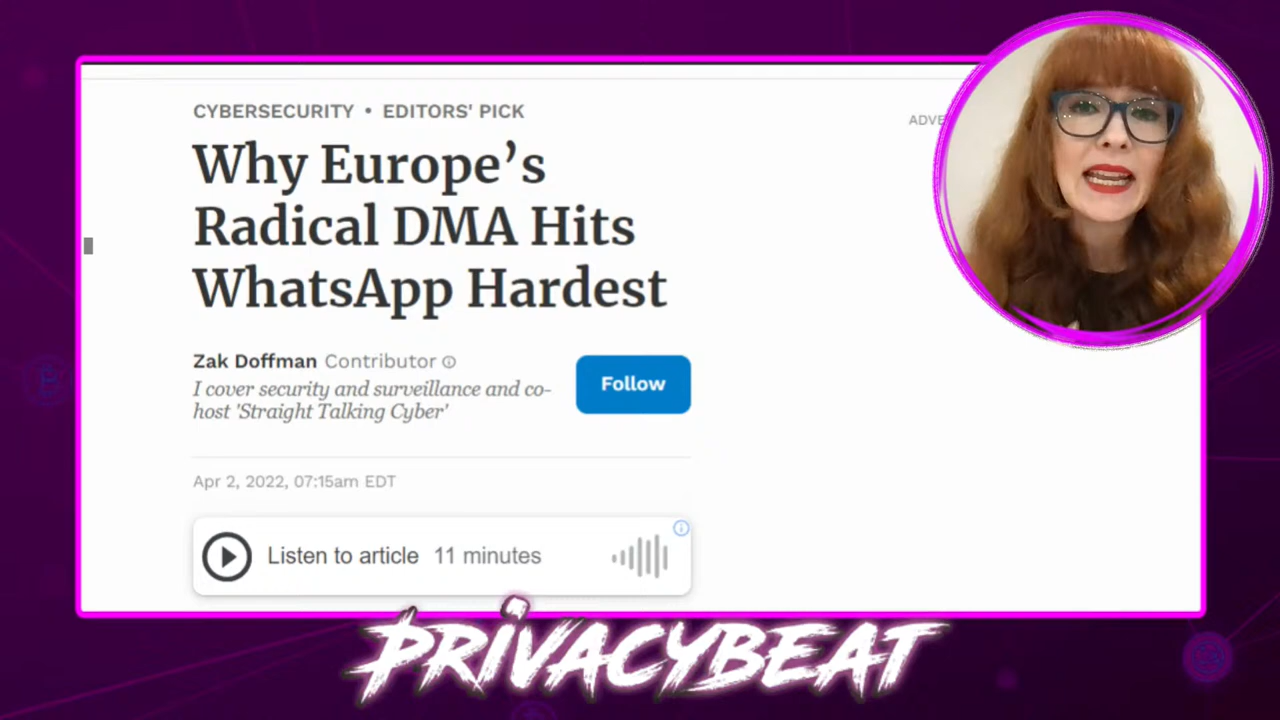 CYBERSECURITY • EDITORS' PICK
ADVE
Why Europe’s
Radical DMA Hits
WhatsApp Hardest
Zak Doffman Contributor
I cover security and surveillance and co-
host 'Straight Talking Cyber'
Follow
Apr 2, 2022, 07:15am EDT
Listen to article 11 minutes
PRIVACYBEAT